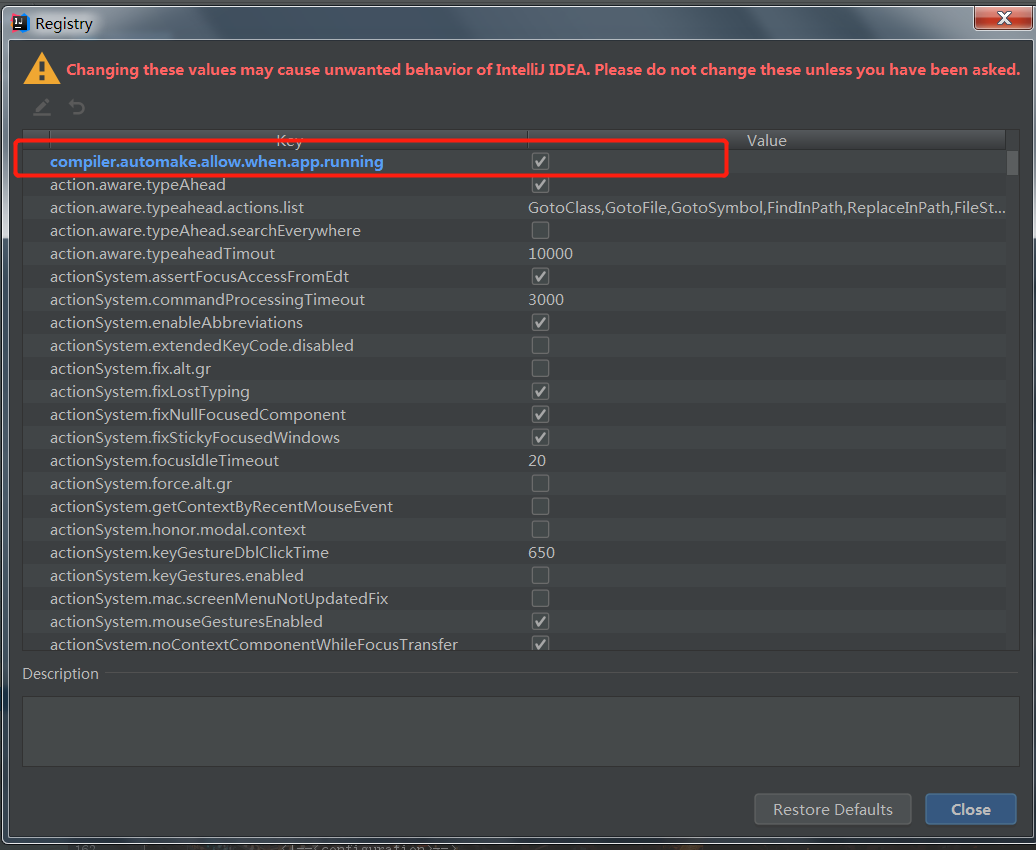 Registry
Changing these values may cause unwanted behavior of IntelliJ IDEA. Please do not change these unless you have been asked.
Key Value
compiler.automake.allow.when.app.running
action.aware.typeAhead
action.aware.typeahead.actions.list GotoClass,GotoFile,GotoSymbol,FindInPath,ReplaceInPath,FileSt...
action.aware.typeAhead.searchEverywhere
action.aware.typeaheadTimout 10000
actionSystem.assertFocusAccessFromEdt
actionSystem.commandProcessingTimeout 3000
actionSystem.enableAbbreviations
actionSystem.extendedKeyCode.disabled
actionSystem.fix.alt.gr
actionSystem.fixLostTyping
actionSystem.fixNullFocusedComponent
actionSystem.fixStickyFocusedWindows
actionSystem.focusIdleTimeout 20
actionSystem.force.alt.gr
actionSystem.getContextByRecentMouseEvent
actionSystem.honor.modal.context
actionSystem.keyGestureDblClickTime 650
actionSystem.keyGestures.enabled
actionSystem.mac.screenMenuNotUpdatedFix
actionSystem.mouseGesturesEnabled
actionSystem.noContextComponentWhileFocusTransfer
Description
Restore Defaults Close